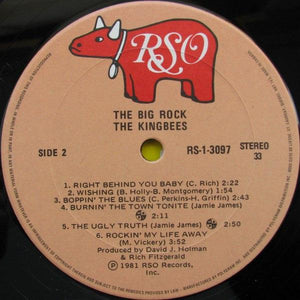 RSO
THE BIG ROCK
THE KINGBEES
SIDE 2
RS-1-3097
STEREO
33
1. RIGHT BEHIND YOU BABY (C. Rich) 2:22
2. WISHING (B. Holly-B. Montgomery) 1:54
3. BOPPIN' THE BLUES (C. Perkins-H. Griffin) 2:43
4. BURNIN' THE TOWN TONITE (Jamie James)
2:11
5. THE UGLY TRUTH (Jamie James) 2:50
6. ROCKIN' MY LIFE AWAY
(M. Vickery) 3:52
Produced by David J. Holman
& Rich Fitzgerald
℗ 1981 RSO Records,
Inc.